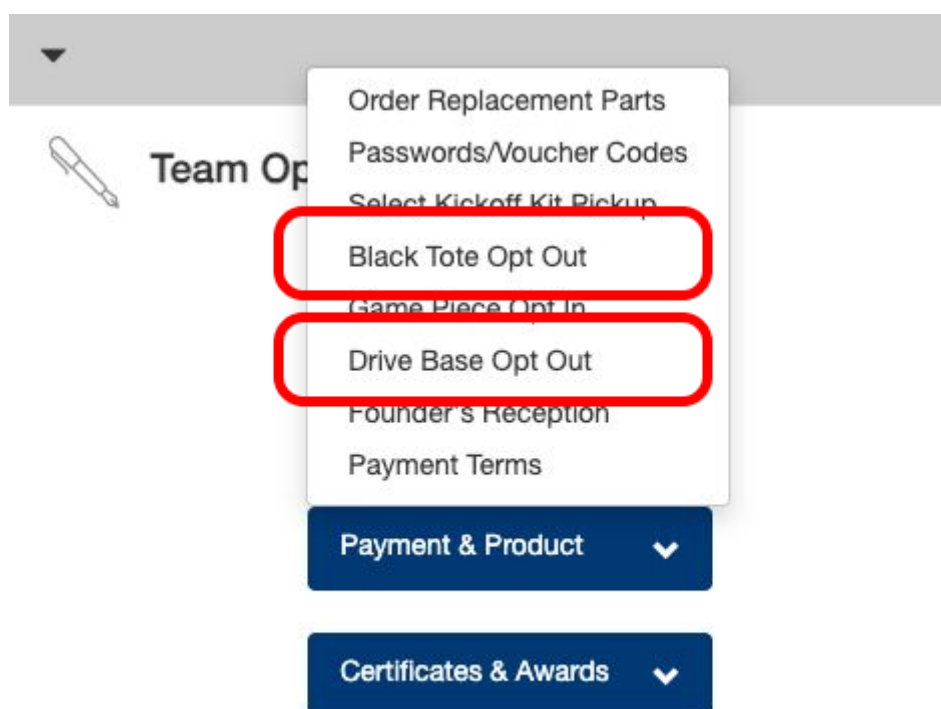 Order Replacement Parts
Team Op
Passwords/Voucher Codes
Select Kickoff Kit Pickup
Black Tote Opt Out
Game Piece Opt In
Drive Base Opt Out
Founder's Reception
Payment Terms
Payment & Product
Certificates & Awards